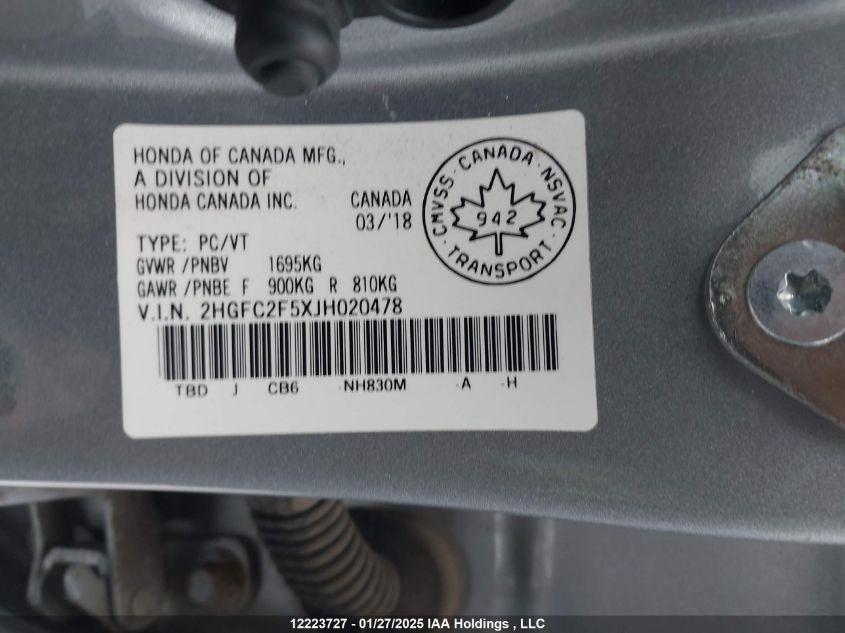 HONDA OF CANADA MFG.,
A DIVISION OF
HONDA CANADA INC.
CANADA
03/'18
TYPE: PC/VT
GVWR /PNBV 1695KG
GAWR /PNBE F 900KG R 810KG
V.I.N. 2HGFC2F5XJH020478
TBD J CB6 NH830M A H
CMVSS · CANADA · NSVAC
942
· TRANSPORT ·
12223727 - 01/27/2025 IAA Holdings , LLC